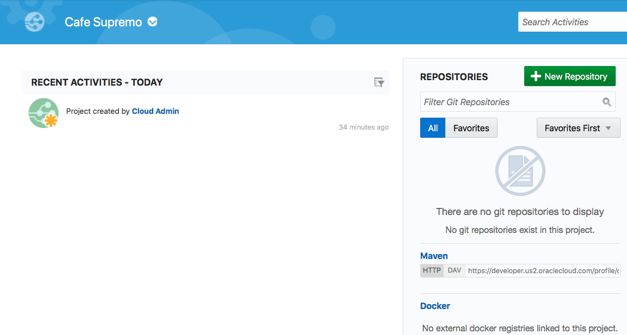 Cafe Supremo
Search Activities
RECENT ACTIVITIES - TODAY
Project created by Cloud Admin
34 minutes ago
REPOSITORIES
New Repository
Filter Git Repositories
All
Favorites
Favorites First
There are no git repositories to display
No git repositories exist in this project.
Maven
HTTP DAV https://developer.us2.oraclecloud.com/profile/
Docker
No external docker registries linked to this project.